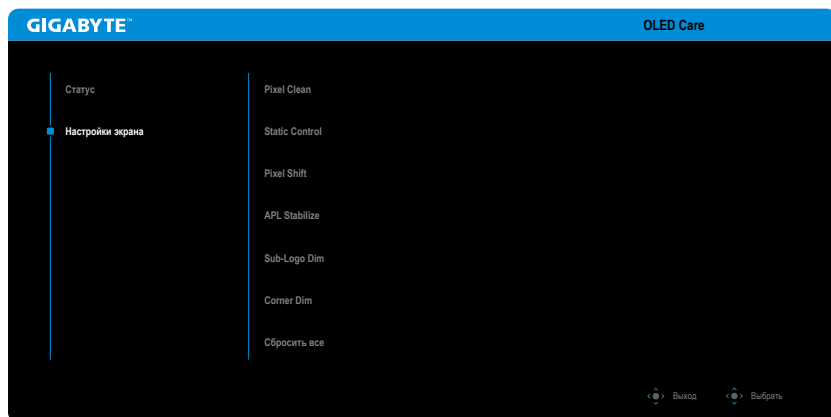 GIGABYTE™
OLED Care
Статус
Настройки экрана
Pixel Clean
Static Control
Pixel Shift
APL Stabilize
Sub-Logo Dim
Corner Dim
Сбросить все
Выход
Выбрать